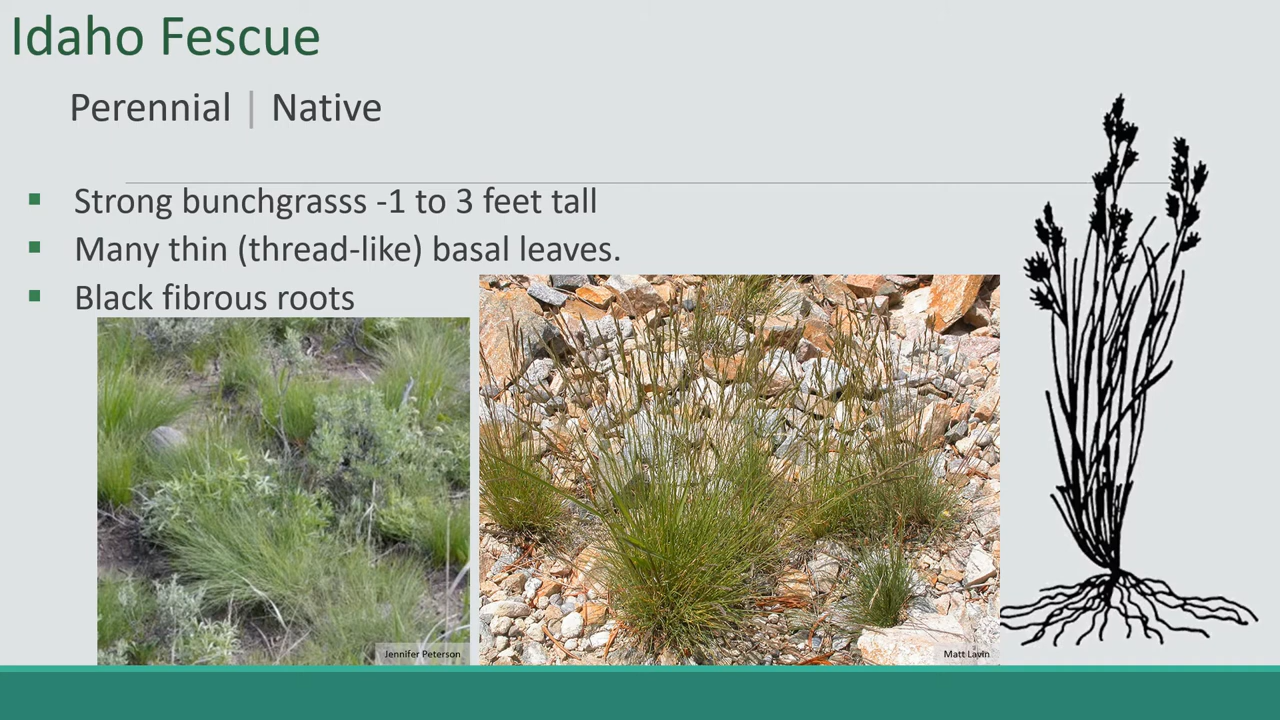 Idaho Fescue
Perennial | Native
▪ Strong bunchgrasss -1 to 3 feet tall
▪ Many thin (thread-like) basal leaves.
▪ Black fibrous roots
Jennifer Peterson
Matt Lavin